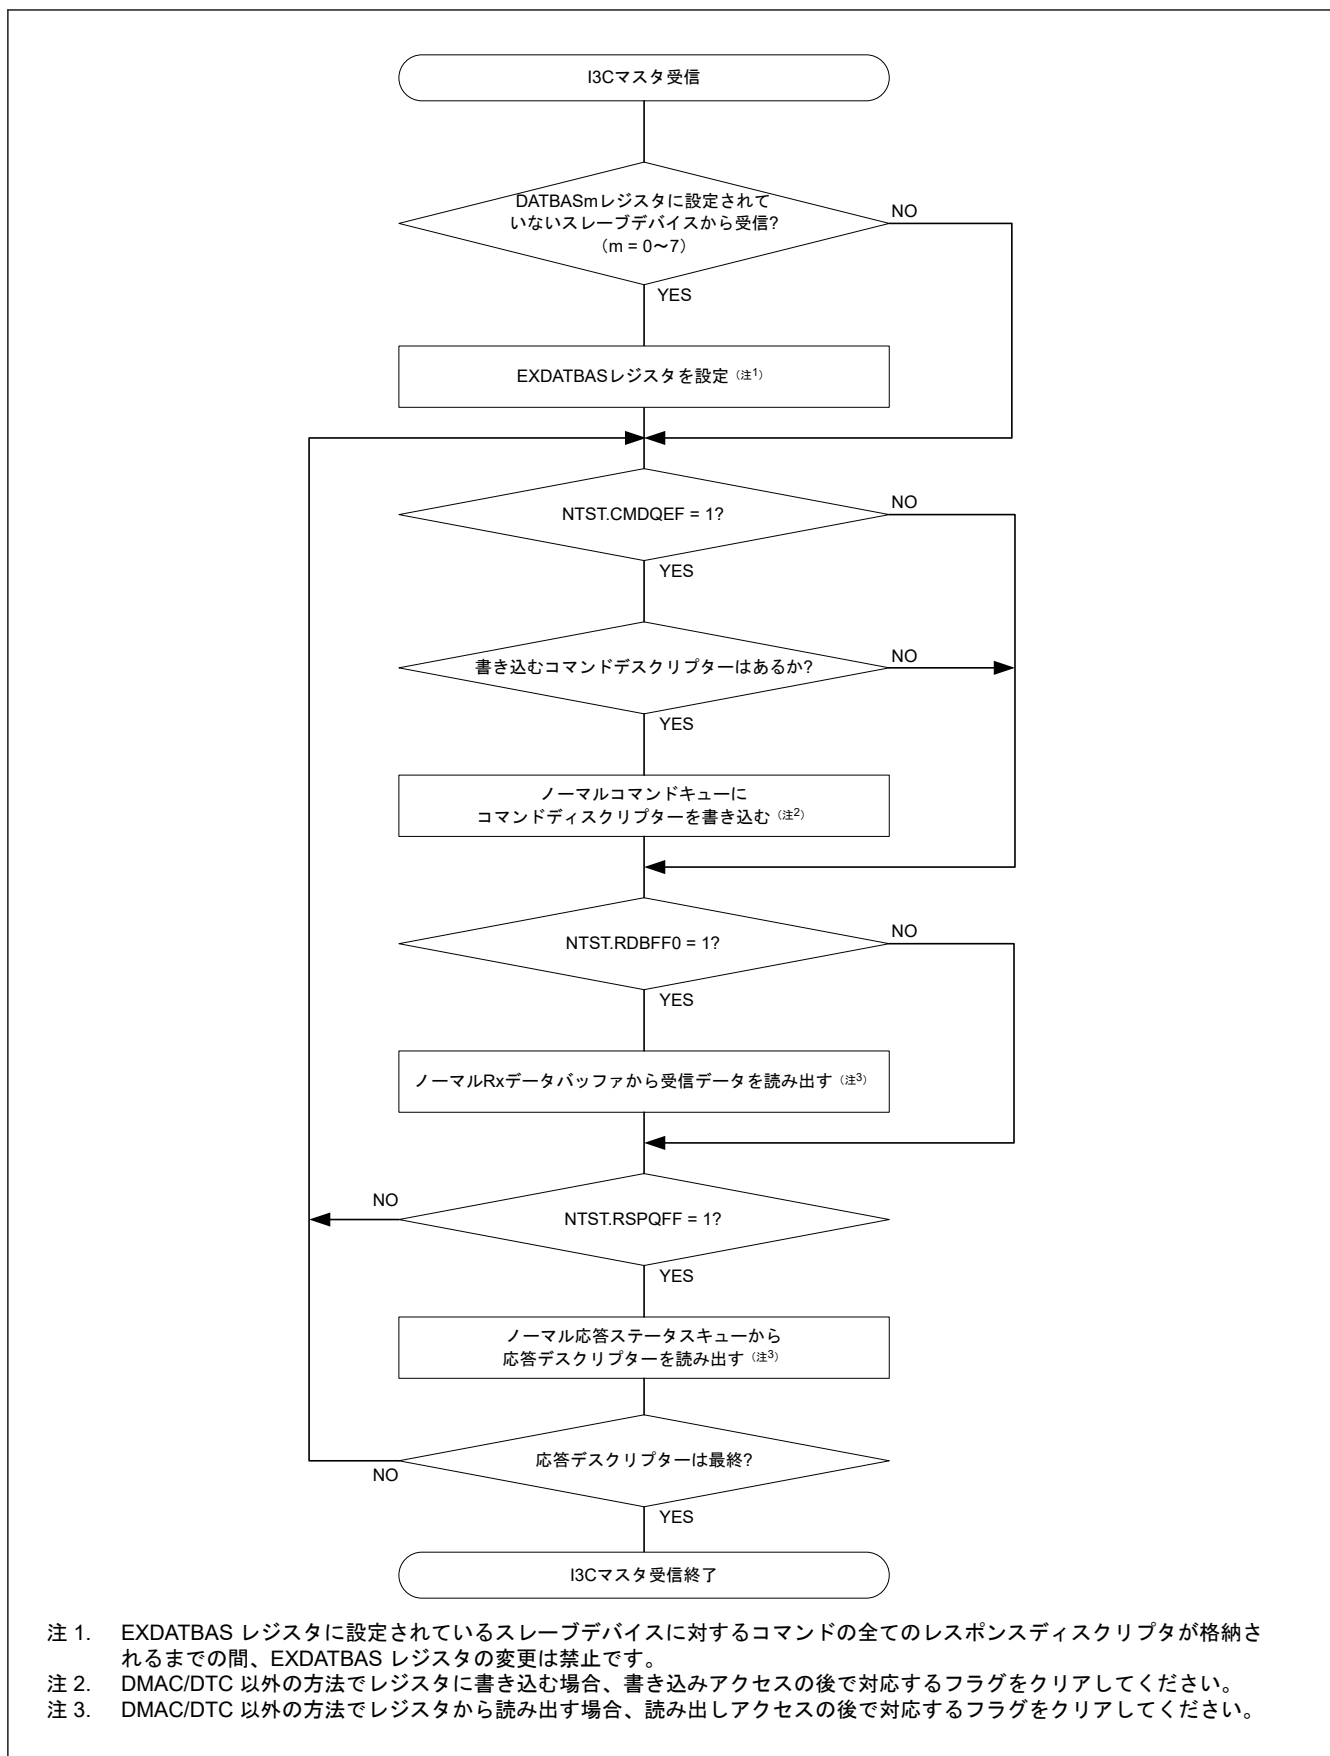 I3Cマスタ受信
DATBASmレジスタに設定されて
いないスレーブデバイスから受信?
（m = 0～7）
NO
YES
EXDATBASレジスタを設定（注1）
NTST.CMDQEF = 1?
NO
YES
書き込むコマンドデスクリプターはあるか?
NO
YES
ノーマルコマンドキューに
コマンドディスクリプターを書き込む（注2）
NTST.RDBFF0 = 1?
NO
YES
ノーマルRxデータバッファから受信データを読み出す（注3）
NO
NTST.RSPQFF = 1?
YES
ノーマル応答ステータスキューから
応答デスクリプターを読み出す（注3）
応答デスクリプターは最終?
NO
YES
I3Cマスタ受信終了
注 1. EXDATBAS レジスタに設定されているスレーブデバイスに対するコマンドの全てのレスポンスディスクリプタが格納さ
れるまでの間、EXDATBAS レジスタの変更は禁止です。
注 2. DMAC/DTC 以外の方法でレジスタに書き込む場合、書き込みアクセスの後で対応するフラグをクリアしてください。
注 3. DMAC/DTC 以外の方法でレジスタから読み出す場合、読み出しアクセスの後で対応するフラグをクリアしてください。